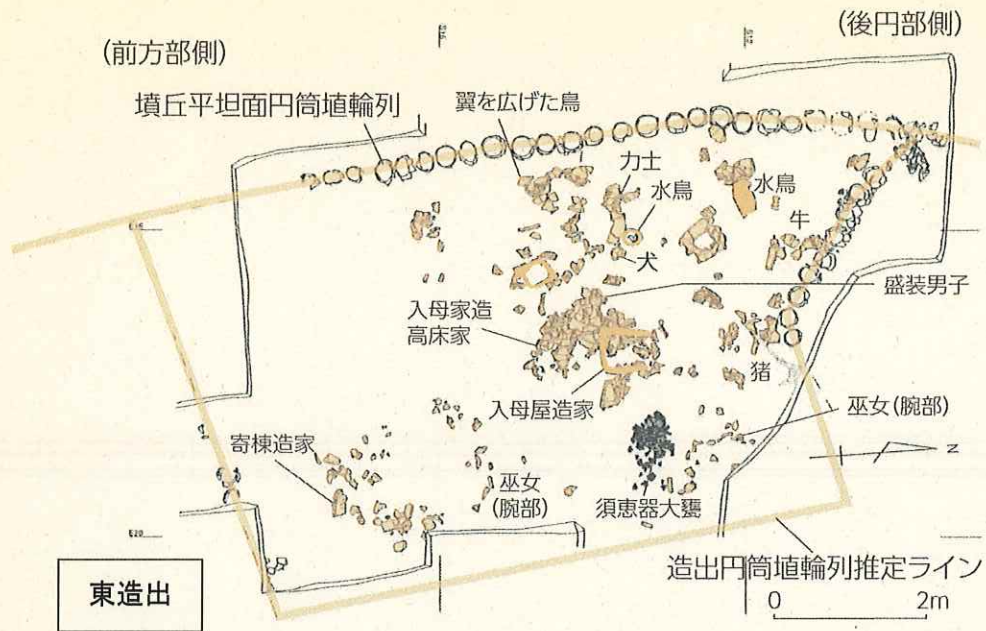 (前方部側)
(後円部側)
墳丘平坦面円筒埴輪列
翼を広げた鳥
力士
水鳥
水鳥
牛
犬
盛装男子
入母家造
高床家
猪
入母屋造家
巫女(腕部)
寄棟造家
巫女
(腕部)
須恵器大甕
N
造出円筒埴輪列推定ライン
東造出
0 2m